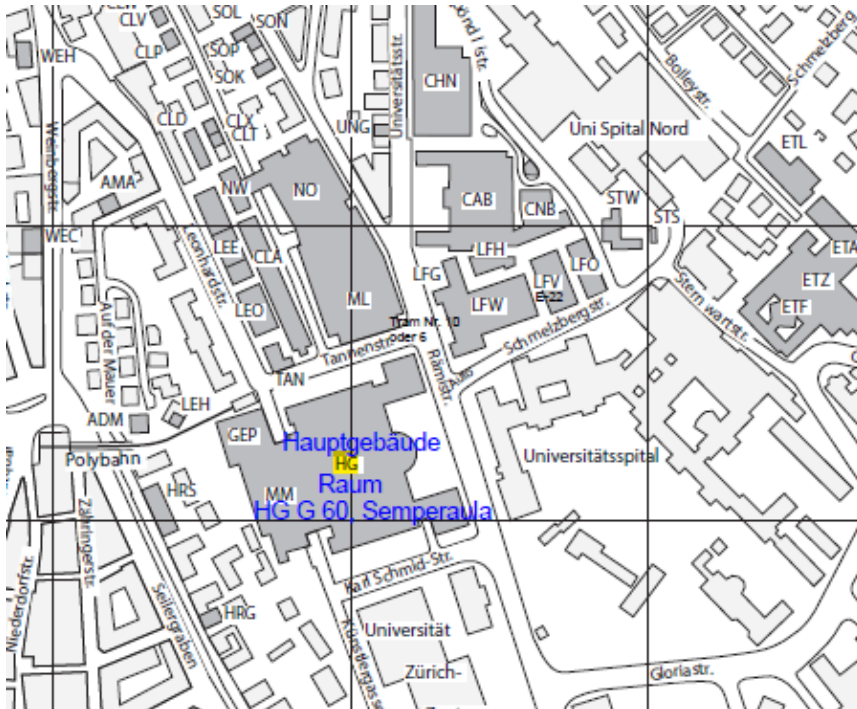 CLV
SOL
SON
CLP
SOP
WEH
SOK
CHN
Universitätsstr.
Bolleystr.
Schmelzberg
CLD
CLX
CLT
UNG
Uni Spital Nord
ETL
Weinbergstr.
AMA
NW
NO
CAB
CNB
STW
STS
WEC
LEE
CLA
LFH
ETA
Leonhardstr.
LFG
LFV
E-22
LFO
ETZ
ETF
LEO
ML
LFW
Auf der Mauer
Tram Nr. 10
oder 6
Tannenstr.
Schmelzbergstr.
Sternwartstr.
TAN
Rämistr.
Auto
LEH
ADM
GEP
Hauptgebäude
HG
Raum
HG G 60, Semperaula
MM
Polybahn
Universitätsspital
HRS
Zähringerstr.
Niederdorfstr.
Seilergraben
Karl Schmid-Str.
HRG
Künstlergasse
Universität
Zürich-
Gloriastr.